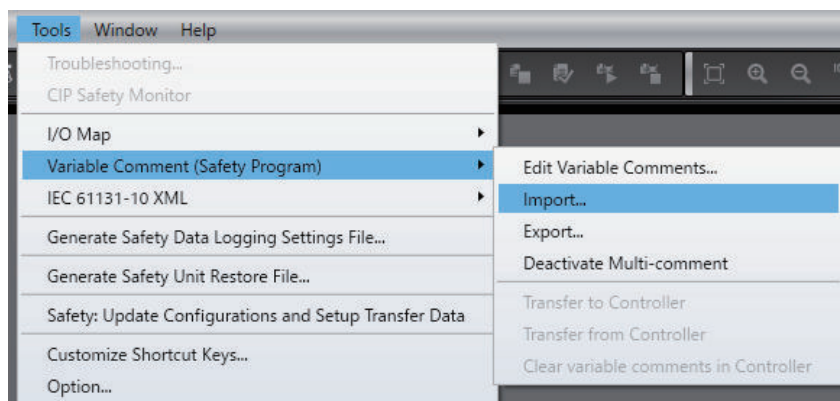 Tools Window Help
Troubleshooting...
CIP Safety Monitor
I/O Map
Variable Comment (Safety Program)
IEC 61131-10 XML
Generate Safety Data Logging Settings File...
Generate Safety Unit Restore File...
Safety: Update Configurations and Setup Transfer Data
Customize Shortcut Keys...
Option...
Edit Variable Comments...
Import...
Export...
Deactivate Multi-comment
Transfer to Controller
Transfer from Controller
Clear variable comments in Controller